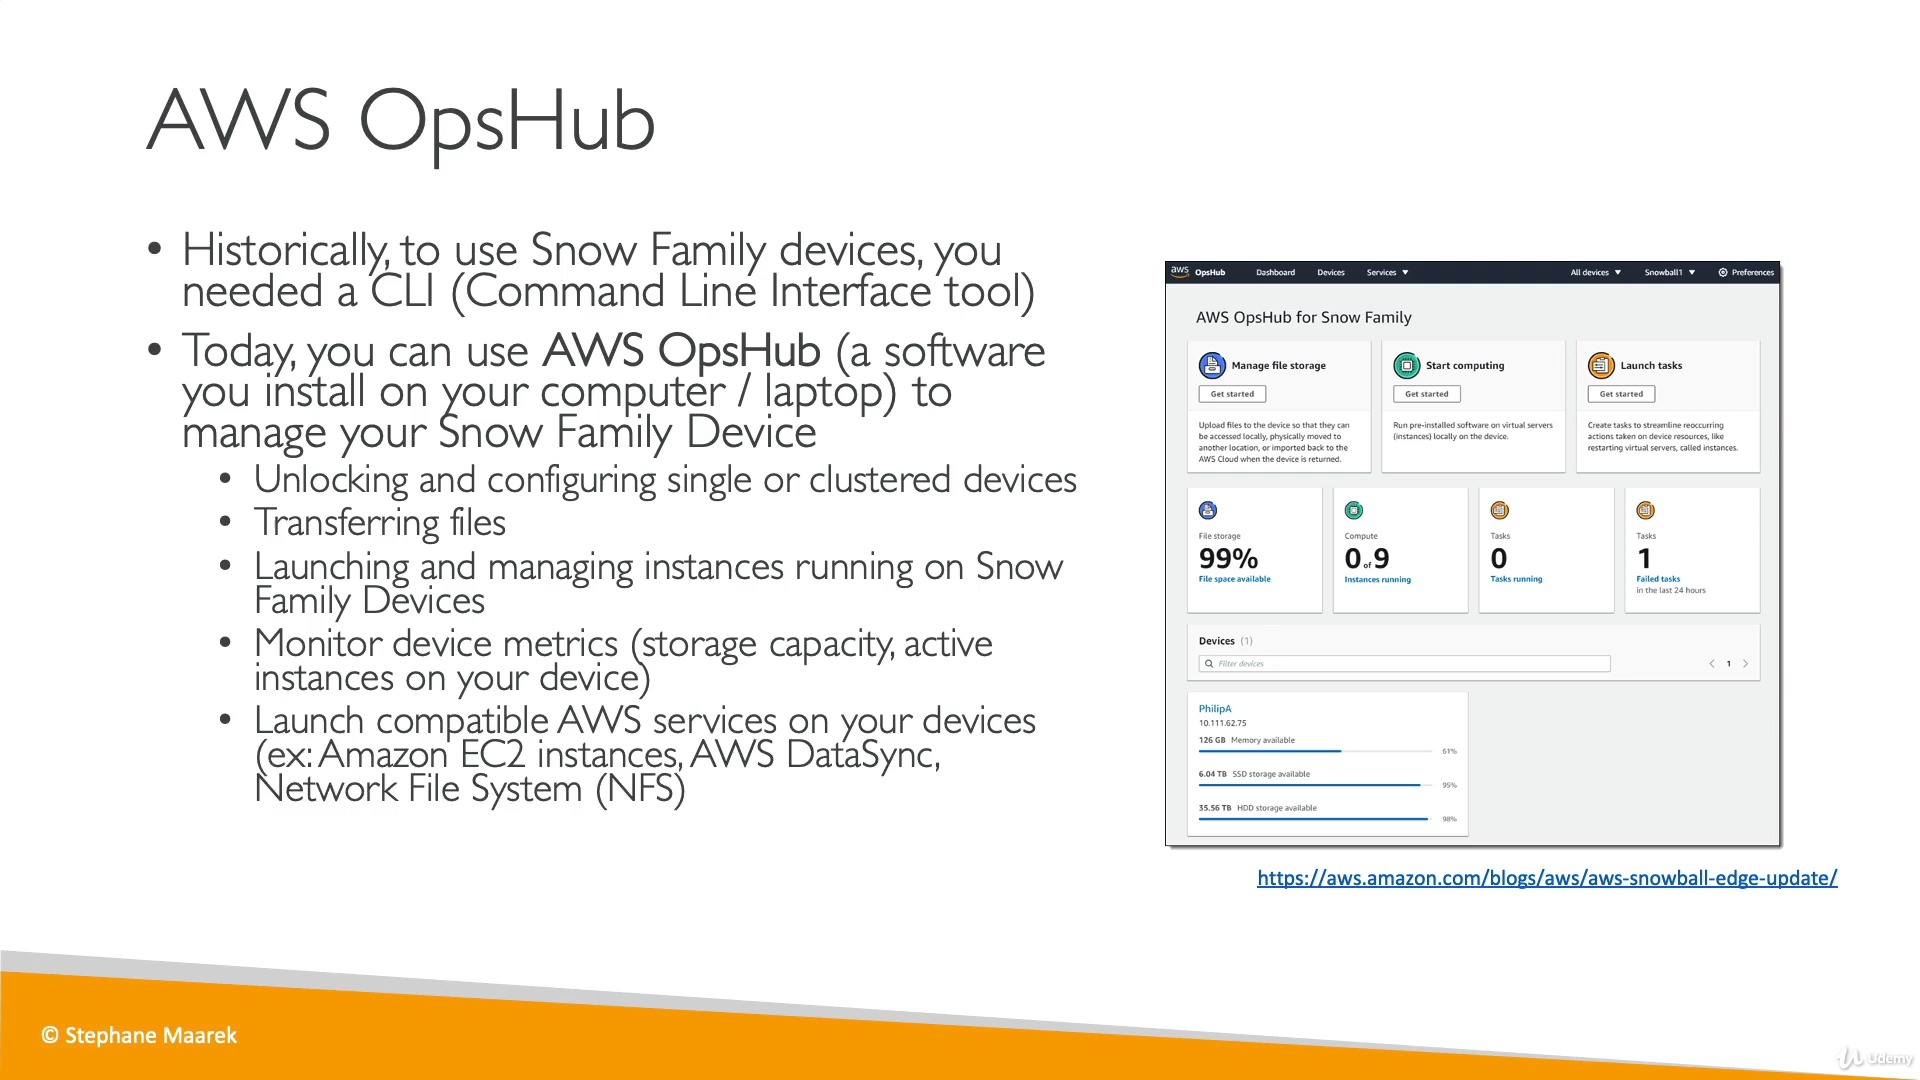 AWS OpsHub
• Historically, to use Snow Family devices, you
needed a CLI (Command Line Interface tool)
• Today, you can use AWS OpsHub (a software
you install on your computer / laptop) to
manage your Snow Family Device
• Unlocking and configuring single or clustered devices
• Transferring files
• Launching and managing instances running on Snow
Family Devices
• Monitor device metrics (storage capacity, active
instances on your device)
• Launch compatible AWS services on your devices
(ex: Amazon EC2 instances, AWS DataSync,
Network File System (NFS)
aws OpsHub Dashboard Devices Services All devices Snowball1 Preferences
AWS OpsHub for Snow Family
Manage file storage
Get started
Upload files to the device so that they can
be accessed locally, physically moved to
another location, or imported back to the
AWS Cloud when the device is returned.
Start computing
Get started
Run pre-installed software on virtual servers
(instances) locally on the device.
Launch tasks
Get started
Create tasks to streamline reoccurring
actions taken on device resources, like
restarting virtual servers, called instances.
File storage
99%
File space available
Compute
0 of 9
Instances running
Tasks
0
Tasks running
Tasks
1
Failed tasks
in the last 24 hours
Devices (1)
Filter devices
< 1 >
PhilipA
10.111.62.75
126 GB Memory available
61%
6.04 TB SSD storage available
95%
35.56 TB HDD storage available
98%
https://aws.amazon.com/blogs/aws/aws-snowball-edge-update/
© Stephane Maarek
Udemy